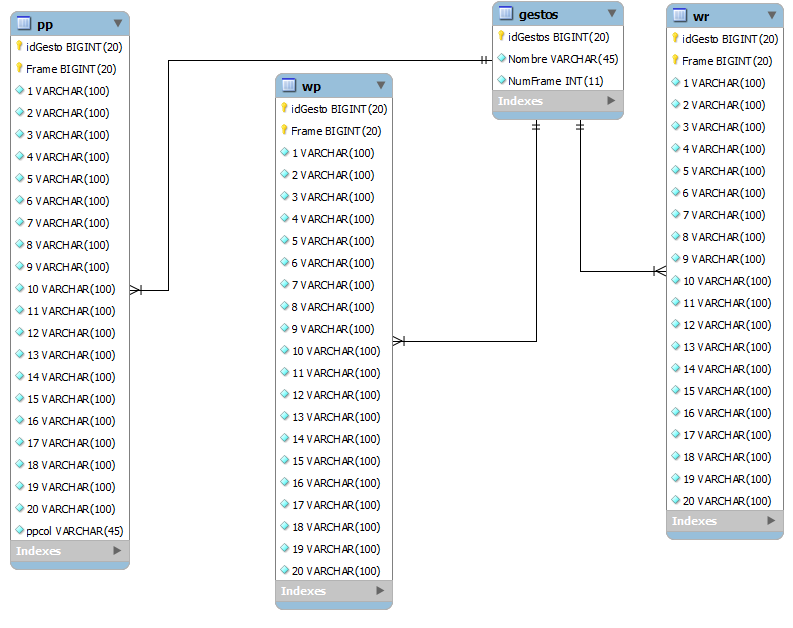 pp
idGesto BIGINT(20)
Frame BIGINT(20)
1 VARCHAR(100)
2 VARCHAR(100)
3 VARCHAR(100)
4 VARCHAR(100)
5 VARCHAR(100)
6 VARCHAR(100)
7 VARCHAR(100)
8 VARCHAR(100)
9 VARCHAR(100)
10 VARCHAR(100)
11 VARCHAR(100)
12 VARCHAR(100)
13 VARCHAR(100)
14 VARCHAR(100)
15 VARCHAR(100)
16 VARCHAR(100)
17 VARCHAR(100)
18 VARCHAR(100)
19 VARCHAR(100)
20 VARCHAR(100)
ppcol VARCHAR(45)
Indexes
wp
idGesto BIGINT(20)
Frame BIGINT(20)
1 VARCHAR(100)
2 VARCHAR(100)
3 VARCHAR(100)
4 VARCHAR(100)
5 VARCHAR(100)
6 VARCHAR(100)
7 VARCHAR(100)
8 VARCHAR(100)
9 VARCHAR(100)
10 VARCHAR(100)
11 VARCHAR(100)
12 VARCHAR(100)
13 VARCHAR(100)
14 VARCHAR(100)
15 VARCHAR(100)
16 VARCHAR(100)
17 VARCHAR(100)
18 VARCHAR(100)
19 VARCHAR(100)
20 VARCHAR(100)
Indexes
gestos
idGestos BIGINT(20)
Nombre VARCHAR(45)
NumFrame INT(11)
Indexes
wr
idGesto BIGINT(20)
Frame BIGINT(20)
1 VARCHAR(100)
2 VARCHAR(100)
3 VARCHAR(100)
4 VARCHAR(100)
5 VARCHAR(100)
6 VARCHAR(100)
7 VARCHAR(100)
8 VARCHAR(100)
9 VARCHAR(100)
10 VARCHAR(100)
11 VARCHAR(100)
12 VARCHAR(100)
13 VARCHAR(100)
14 VARCHAR(100)
15 VARCHAR(100)
16 VARCHAR(100)
17 VARCHAR(100)
18 VARCHAR(100)
19 VARCHAR(100)
20 VARCHAR(100)
Indexes